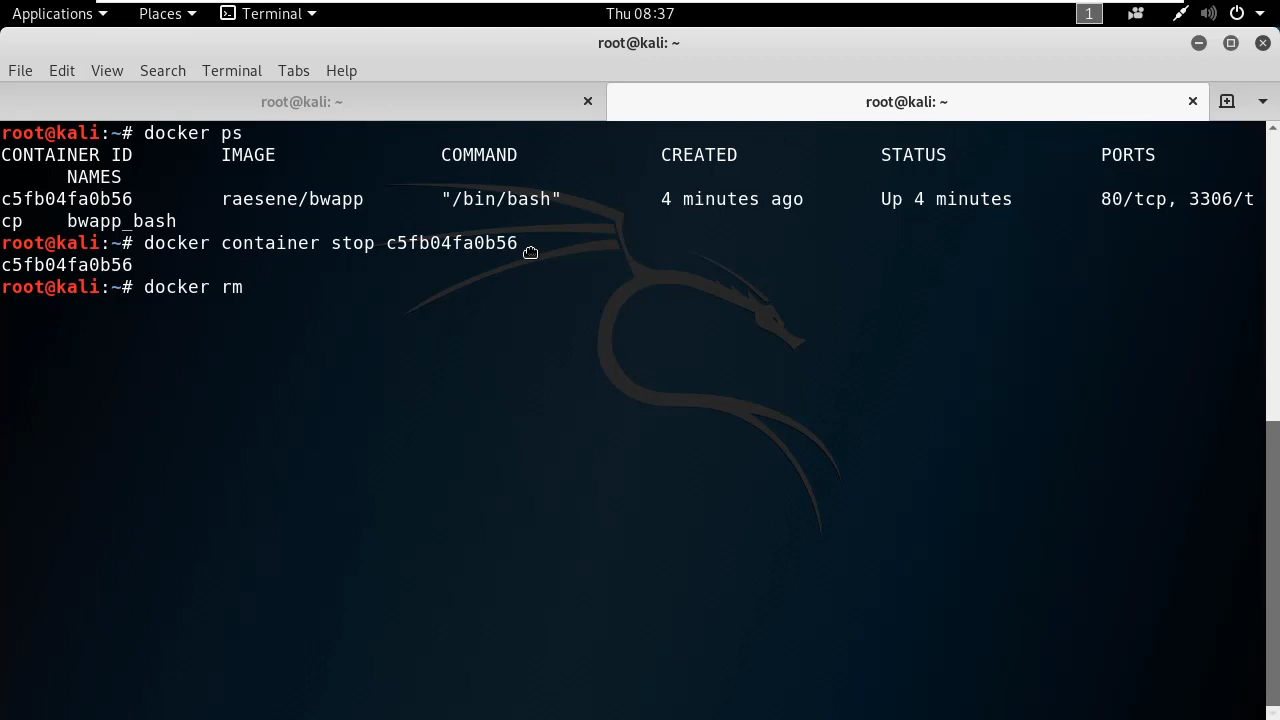 Applications Places Terminal Thu 08:37 1
root@kali: ~
File Edit View Search Terminal Tabs Help
root@kali: ~ root@kali: ~
root@kali:~# docker ps
CONTAINER ID IMAGE COMMAND CREATED STATUS PORTS
NAMES
c5fb04fa0b56 raesene/bwapp "/bin/bash" 4 minutes ago Up 4 minutes 80/tcp, 3306/t
cp bwapp_bash
root@kali:~# docker container stop c5fb04fa0b56
c5fb04fa0b56
root@kali:~# docker rm